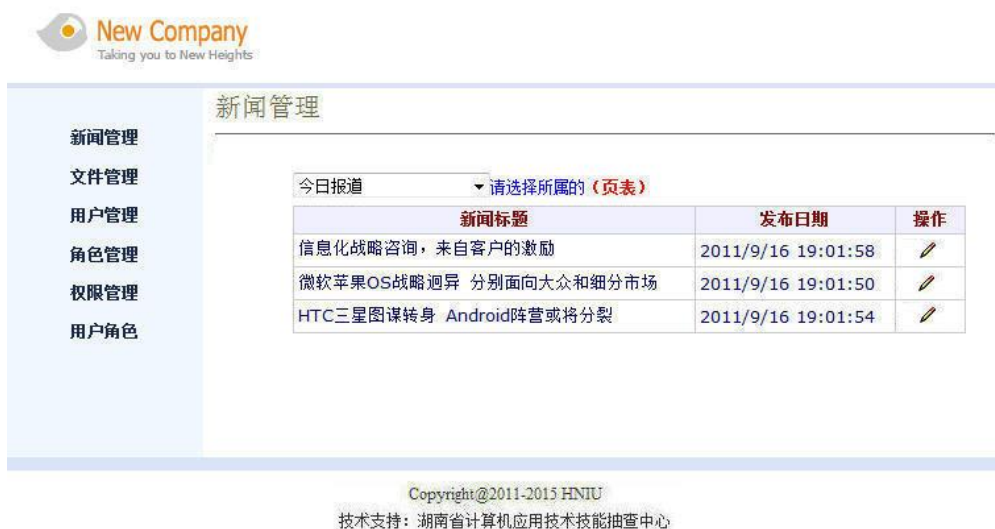 New Company
Taking you to New Heights
新闻管理
新闻管理
文件管理
用户管理
角色管理
权限管理
用户角色
今日报道 请选择所属的（页表）
新闻标题 发布日期 操作
信息化战略咨询，来自客户的激励 2011/9/16 19:01:58
微软苹果OS战略迥异 分别面向大众和细分市场 2011/9/16 19:01:50
HTC三星图谋转身 Android阵营或将分裂 2011/9/16 19:01:54
Copyright@2011-2015 HNIU
技术支持：湖南省计算机应用技术技能抽查中心